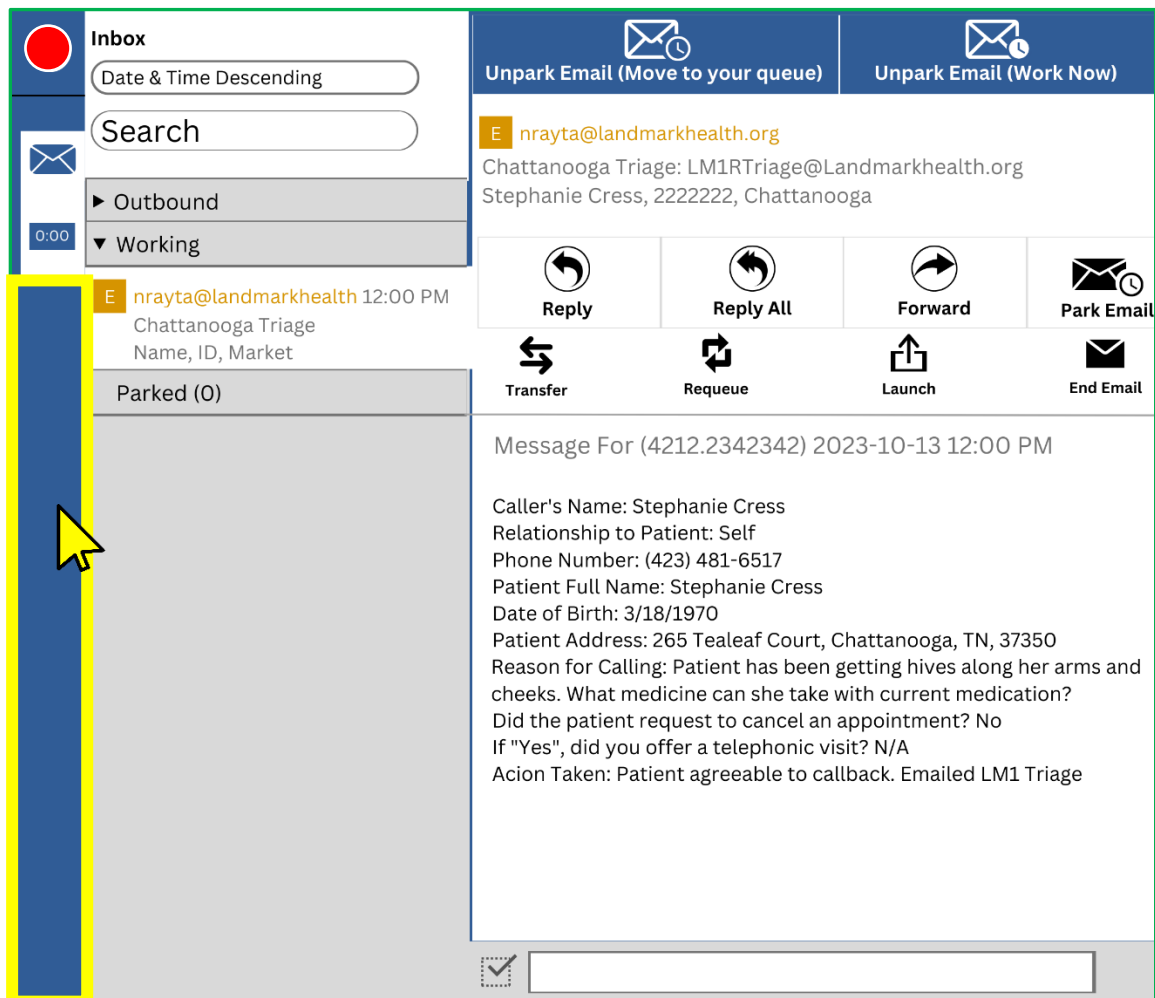 Inbox
Date & Time Descending
Search
0:00
▶ Outbound
▼ Working
E nrayta@landmarkhealth 12:00 PM
Chattanooga Triage
Name, ID, Market
Parked (0)
Unpark Email (Move to your queue)
Unpark Email (Work Now)
E nrayta@landmarkhealth.org
Chattanooga Triage: LM1RTriage@Landmarkhealth.org
Stephanie Cress, 2222222, Chattanooga
Reply
Reply All
Forward
Park Email
Transfer
Requeue
Launch
End Email
Message For (4212.2342342) 2023-10-13 12:00 PM
Caller's Name: Stephanie Cress
Relationship to Patient: Self
Phone Number: (423) 481-6517
Patient Full Name: Stephanie Cress
Date of Birth: 3/18/1970
Patient Address: 265 Tealeaf Court, Chattanooga, TN, 37350
Reason for Calling: Patient has been getting hives along her arms and
cheeks. What medicine can she take with current medication?
Did the patient request to cancel an appointment? No
If "Yes", did you offer a telephonic visit? N/A
Acion Taken: Patient agreeable to callback. Emailed LM1 Triage